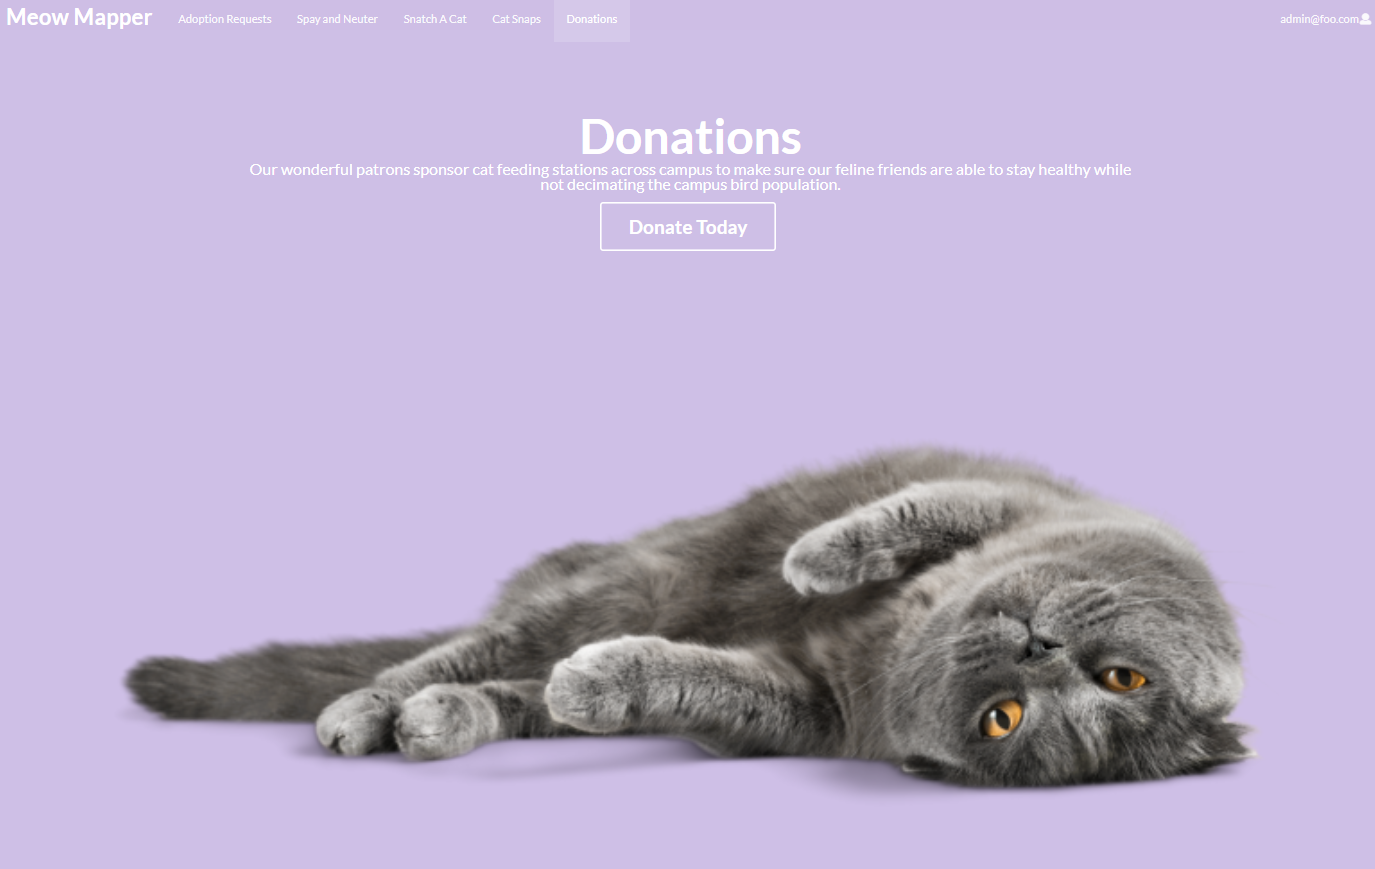 Meow Mapper Adoption Requests Spay and Neuter Snatch A Cat Cat Snaps Donations admin@foo.com
Donations
Our wonderful patrons sponsor cat feeding stations across campus to make sure our feline friends are able to stay healthy while
not decimating the campus bird population.
Donate Today